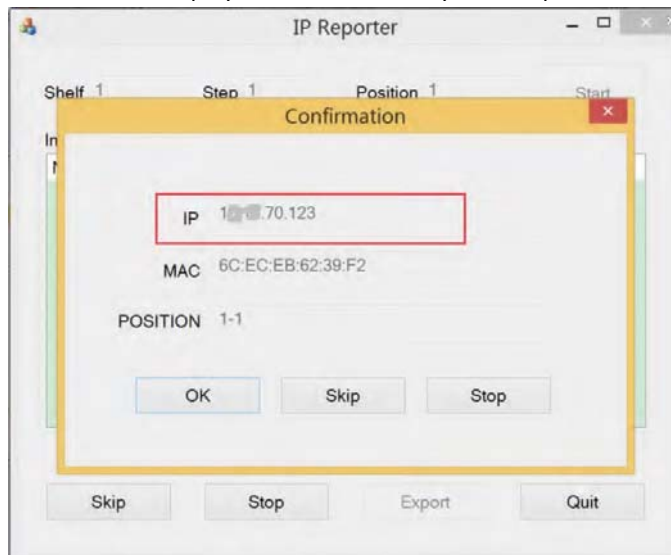 IP Reporter
Shelf 1 Step 1 Position 1 Start
Confirmation
IP .70.123
MAC 6C:EC:EB:62:39:F2
POSITION 1-1
OK Skip Stop
Skip Stop Export Quit